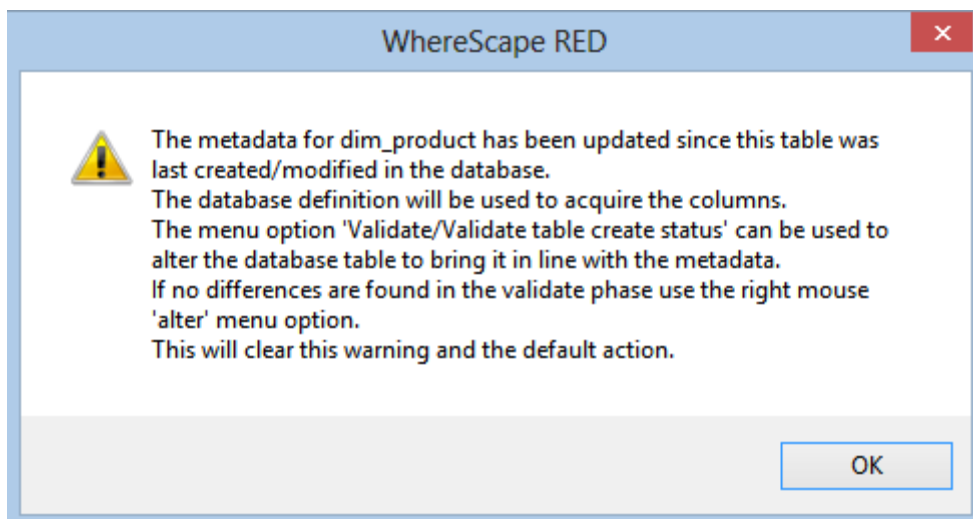 WhereScape RED
The metadata for dim_product has been updated since this table was
last created/modified in the database.
The database definition will be used to acquire the columns.
The menu option 'Validate/Validate table create status' can be used to
alter the database table to bring it in line with the metadata.
If no differences are found in the validate phase use the right mouse
'alter' menu option.
This will clear this warning and the default action.
OK